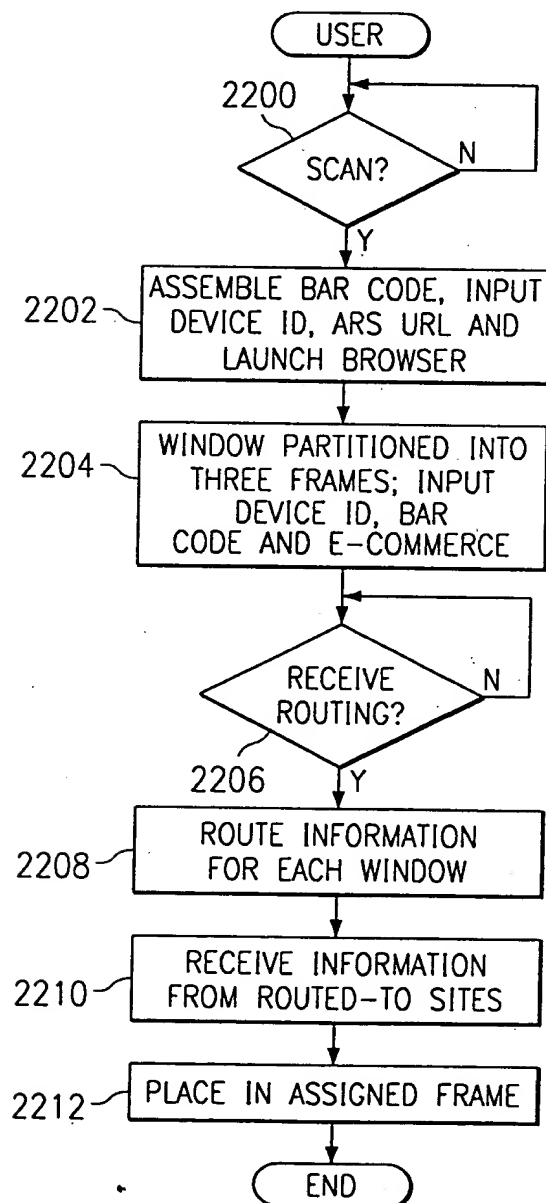 USER
2200
SCAN?
N
Y
2202
ASSEMBLE BAR CODE, INPUT
DEVICE ID, ARS URL AND
LAUNCH BROWSER
2204
WINDOW PARTITIONED INTO
THREE FRAMES; INPUT
DEVICE ID, BAR
CODE AND E-COMMERCE
RECEIVE
ROUTING?
N
2206
Y
2208
ROUTE INFORMATION
FOR EACH WINDOW
2210
RECEIVE INFORMATION
FROM ROUTED-TO SITES
2212
PLACE IN ASSIGNED FRAME
END